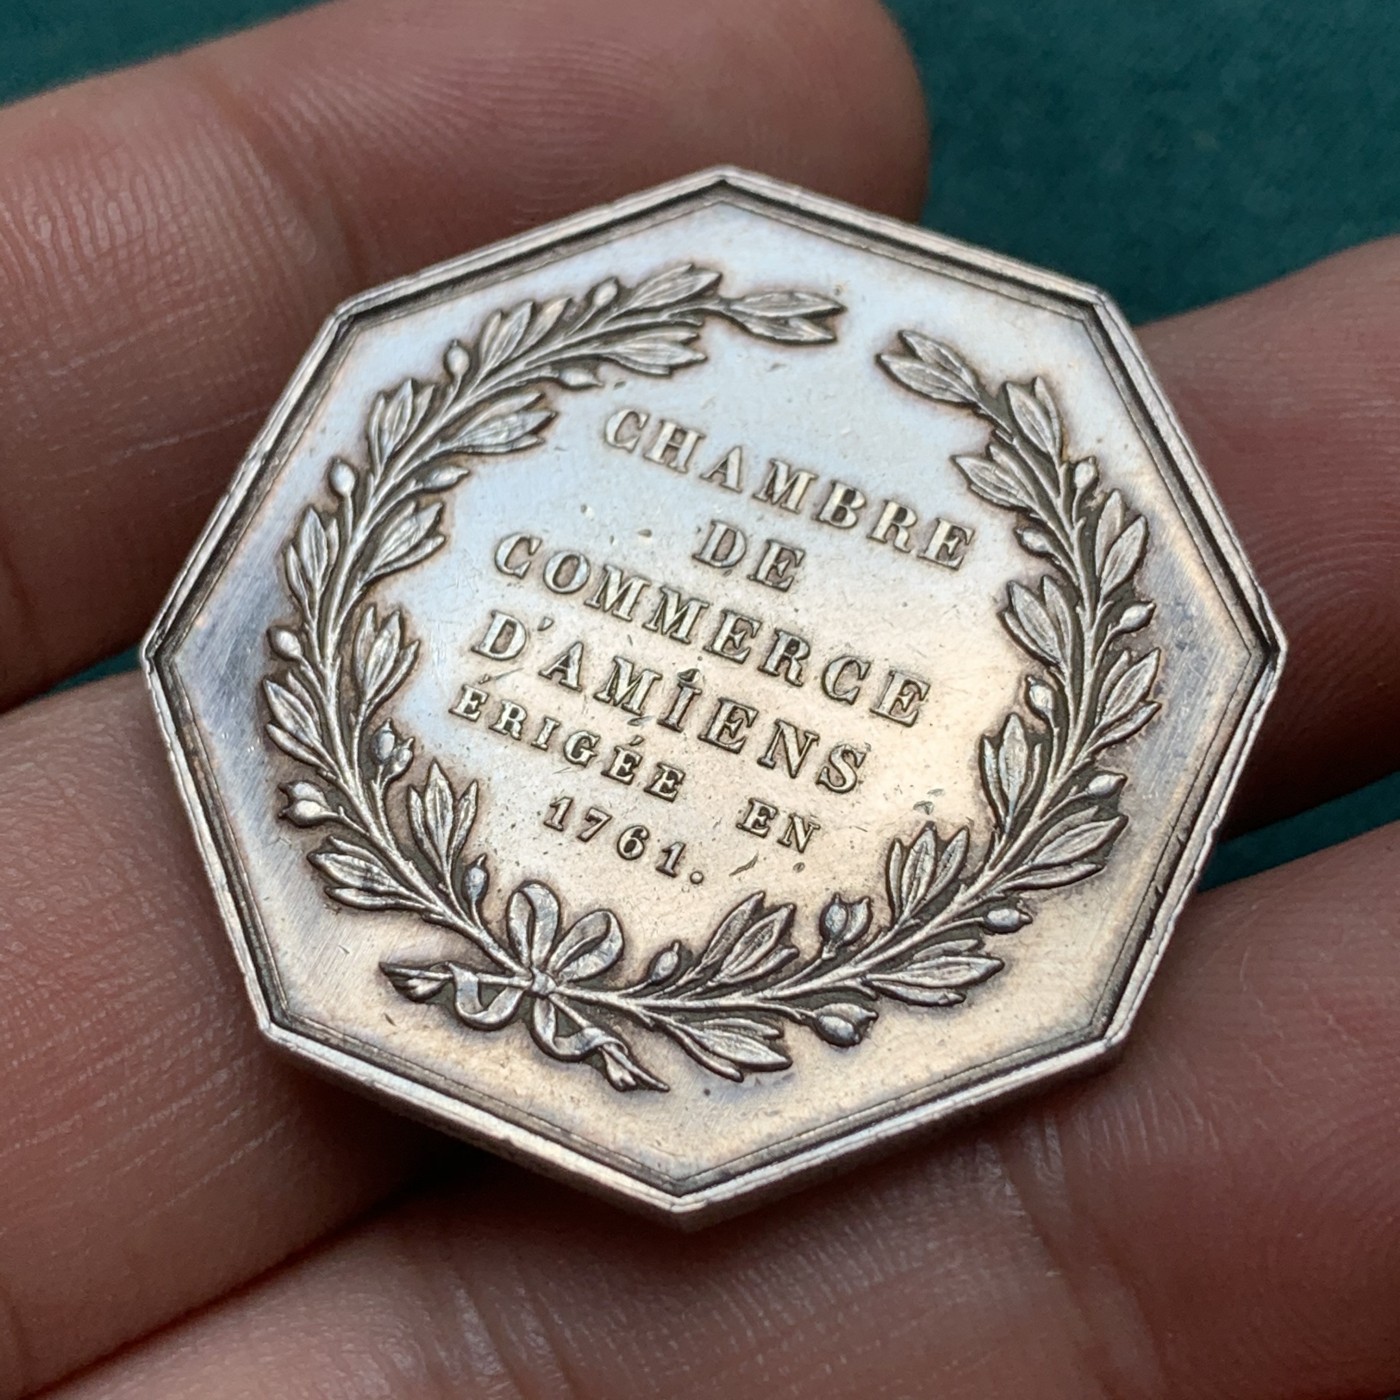 CHAMBRE
DE
COMMERCE
D'AMIENS
ÉRIGÉE EN
1761.